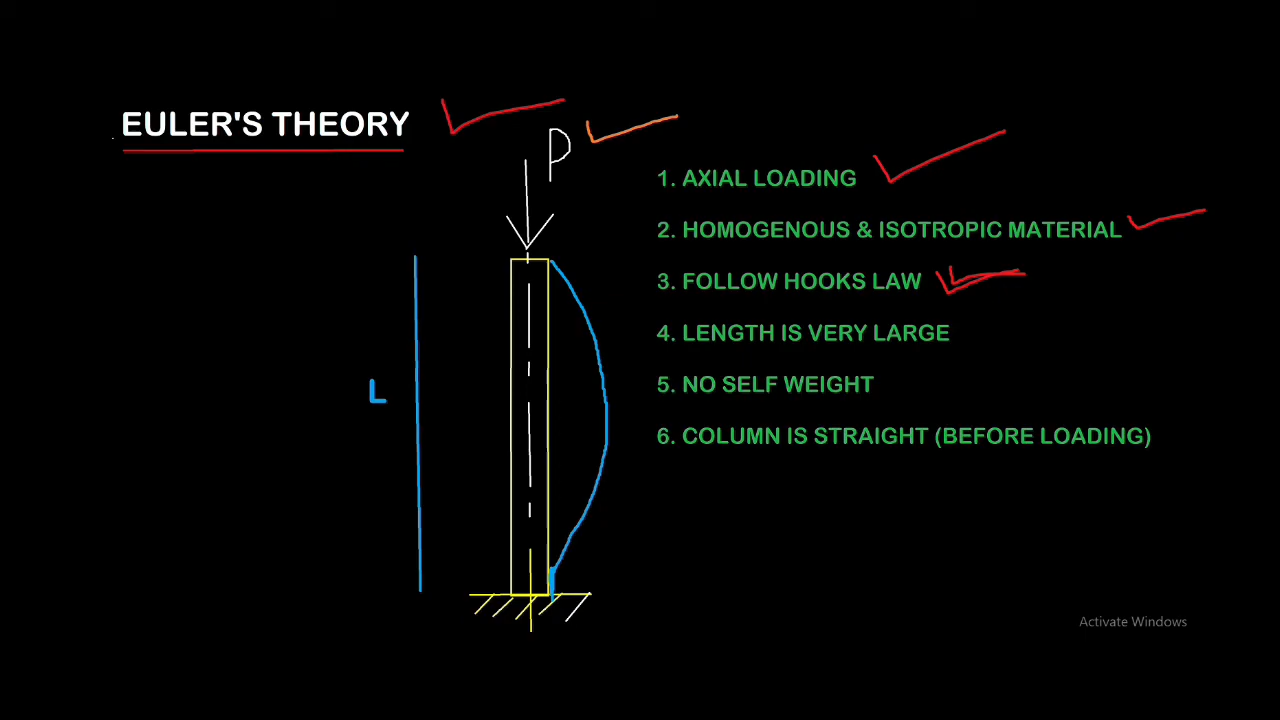 EULER'S THEORY
P
1. AXIAL LOADING
2. HOMOGENOUS & ISOTROPIC MATERIAL
3. FOLLOW HOOKS LAW
4. LENGTH IS VERY LARGE
L
5. NO SELF WEIGHT
6. COLUMN IS STRAIGHT (BEFORE LOADING)
Activate Windows